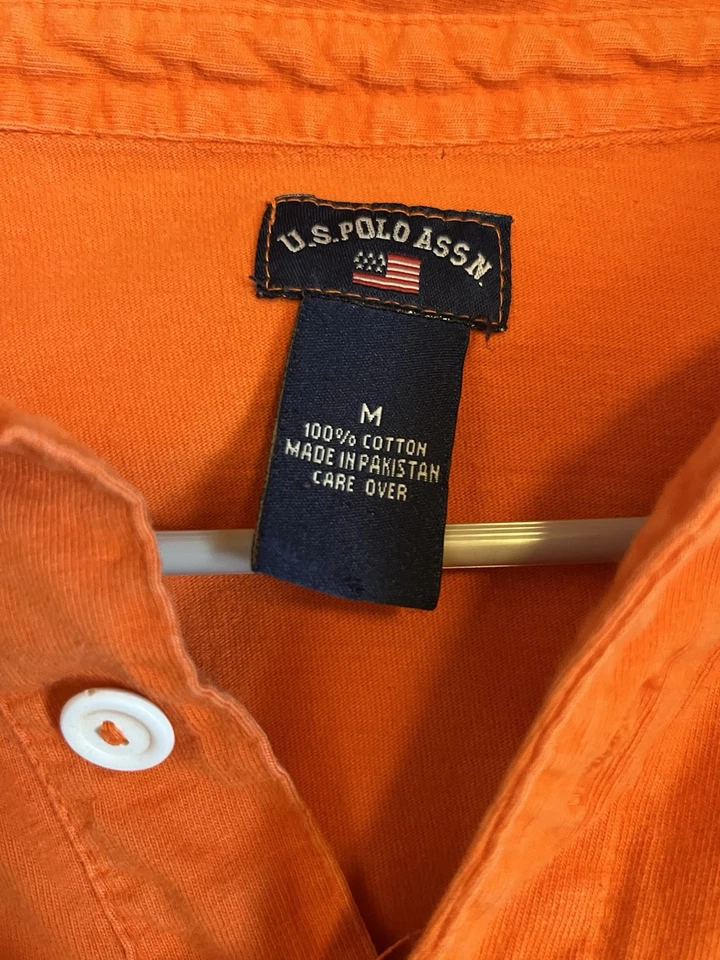 U.S. POLO ASSN.
M
100% COTTON
MADE IN PAKISTAN
CARE OVER